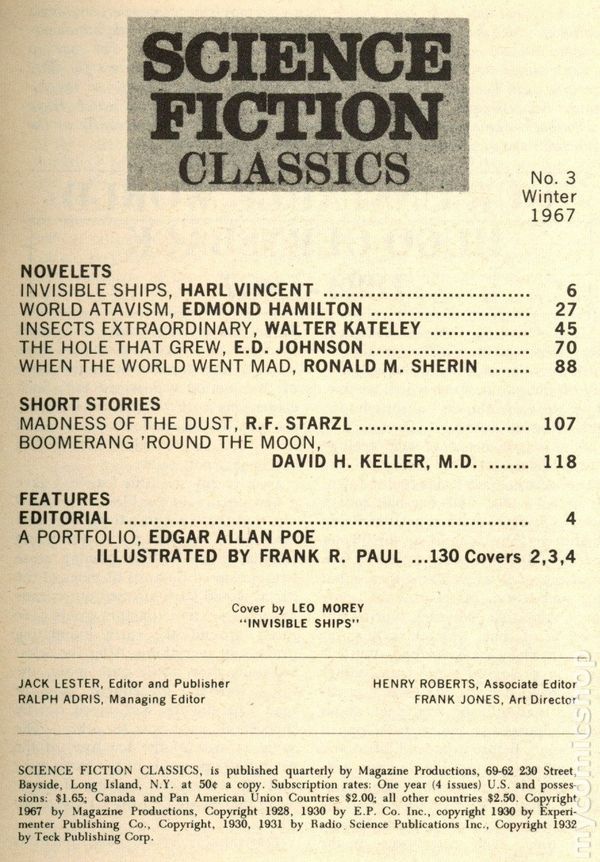 SCIENCE
FICTION
CLASSICS
No. 3
Winter
1967
NOVELETS
INVISIBLE SHIPS, HARL VINCENT ................................ 6
WORLD ATAVISM, EDMOND HAMILTON ......................... 27
INSECTS EXTRAORDINARY, WALTER KATELEY ............... 45
THE HOLE THAT GREW, E.D. JOHNSON ........................ 70
WHEN THE WORLD WENT MAD, RONALD M. SHERIN ....... 88
SHORT STORIES
MADNESS OF THE DUST, R.F. STARZL .......................... 107
BOOMERANG 'ROUND THE MOON,
DAVID H. KELLER, M.D. ....... 118
FEATURES
EDITORIAL ................................................................ 4
A PORTFOLIO, EDGAR ALLAN POE
ILLUSTRATED BY FRANK R. PAUL ...130 Covers 2,3,4
Cover by LEO MOREY
"INVISIBLE SHIPS"
JACK LESTER, Editor and Publisher
RALPH ADRIS, Managing Editor
HENRY ROBERTS, Associate Editor
FRANK JONES, Art Director
SCIENCE FICTION CLASSICS, is published quarterly by Magazine Productions, 69-62 230 Street,
Bayside, Long Island, N.Y. at 50¢ a copy. Subscription rates: One year (4 issues) U.S. and posses-
sions: $1.65; Canada and Pan American Union Countries $2.00; all other countries $2.50. Copyright
1967 by Magazine Productions, Copyright 1928, 1930 by E.P. Co. Inc., copyright 1930 by Experi-
menter Publishing Co., Copyright, 1930, 1931 by Radio Science Publications Inc., Copyright 1932
by Teck Publishing Corp.
mycomicshop